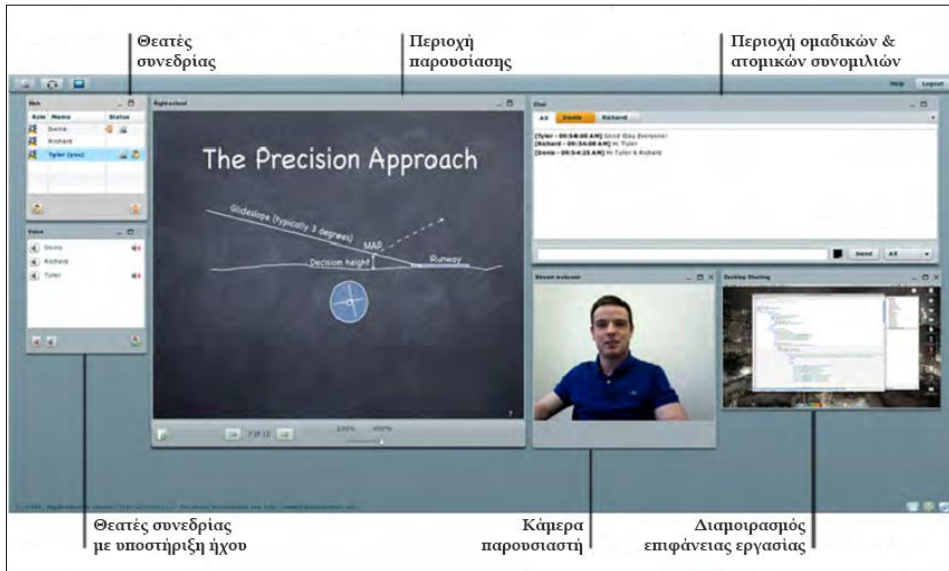 Θεατές
συνεδρίας
Περιοχή
παρουσίασης
Περιοχή ομαδικών &
ατομικών συνομιλιών
Help Logout
Role Name Status
Denis
Richard
Tyler (you)
Voice
Denis
Richard
Tyler
The Precision Approach
Glideslope (typically 3 degrees)
MAP
Decision height
Runway
7
100% 400%
Chat
All Denis Richard
[Tyler - 09:54:00 AM] Good Day Everyone!
[Richard - 09:54:08 AM] Hi Tyler
[Denis - 09:54:25 AM] Hi Tyler & Richard
Send All
Desktop Sharing
Θεατές συνεδρίας
με υποστήριξη ήχου
Κάμερα
παρουσιαστή
Διαμοιρασμός
επιφάνειας εργασίας